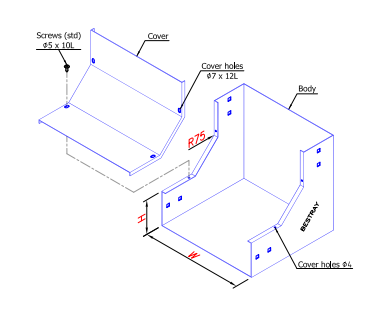 Screws (std)
Φ5 x 10L
Cover
Cover holes
Φ7 x 12L
Body
R75
H
W
BESTRAY
Cover holes Φ4